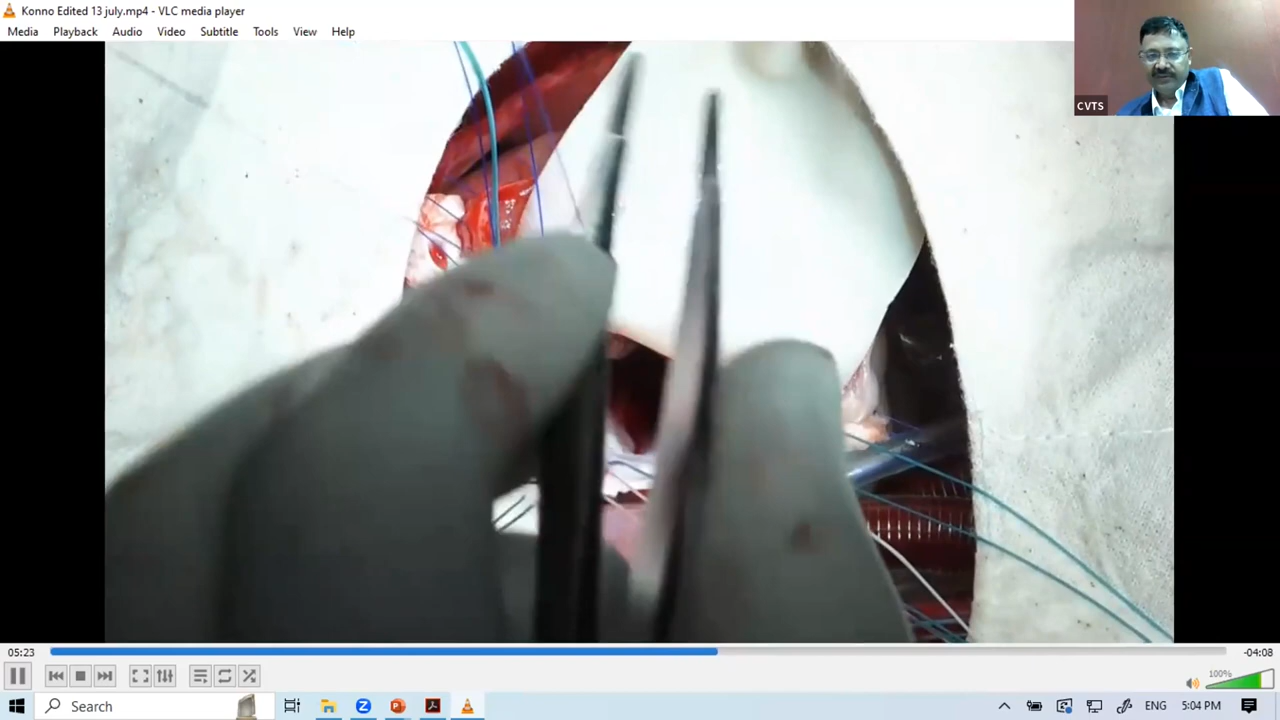 Konno Edited 13 july.mp4 - VLC media player
Media Playback Audio Video Subtitle Tools View Help
CVTS
05:23
-04:08
100%
Search
ENG
5:04 PM